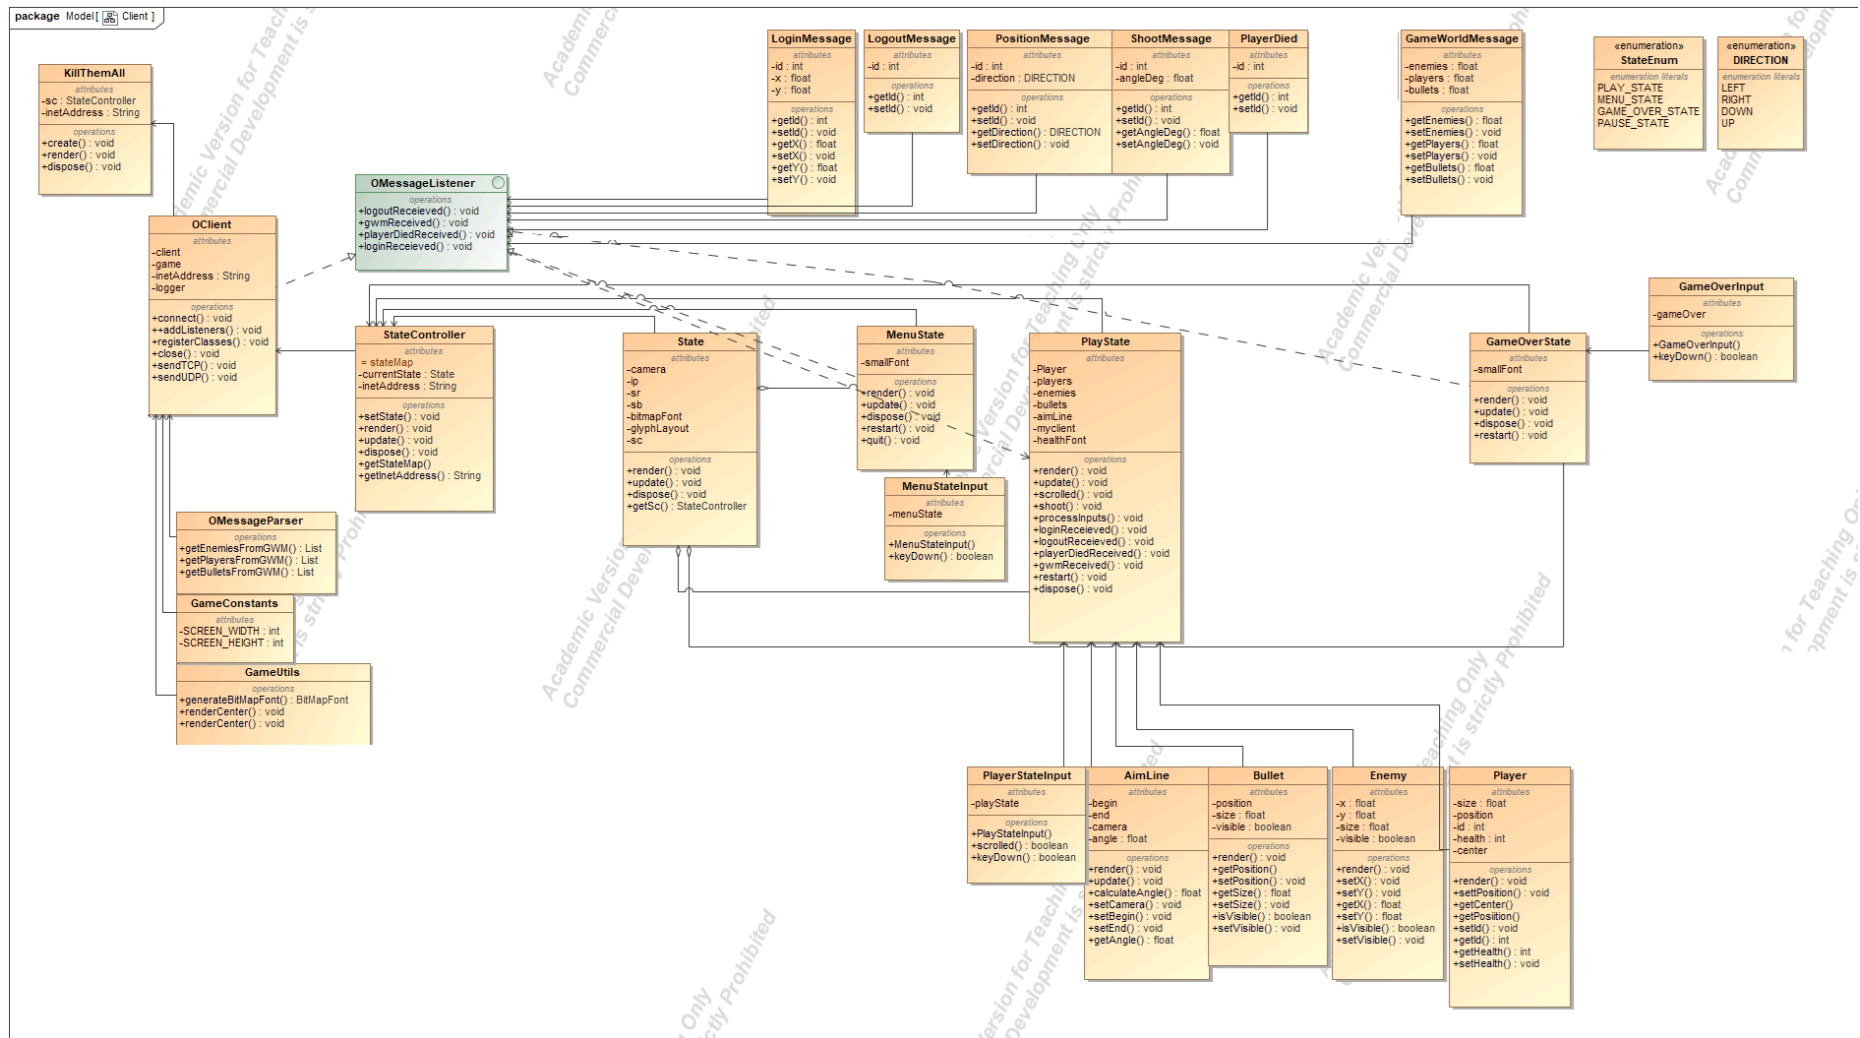 package Model[ Client ]
KillThemAll
attributes
-sc : StateController
-inetAddress : String
operations
+create() : void
+render() : void
+dispose() : void
OClient
attributes
-client
-game
-inetAddress : String
-logger
operations
+connect() : void
++addListeners() : void
+registerClasses() : void
+close() : void
+sendTCP() : void
+sendUDP() : void
OMessageListener
operations
+logoutReceieved() : void
+gwmReceived() : void
+playerDiedReceived() : void
+loginReceieved() : void
LoginMessage
attributes
-id : int
-x : float
-y : float
operations
+getId() : int
+setId() : void
+getX() : float
+setX() : void
+getY() : float
+setY() : void
LogoutMessage
attributes
-id : int
operations
+getId() : int
+setId() : void
PositionMessage
attributes
-id : int
-direction : DIRECTION
operations
+getId() : int
+setId() : void
+getDirection() : DIRECTION
+setDirection() : void
ShootMessage
attributes
-id : int
-angleDeg : float
operations
+getId() : int
+setId() : void
+getAngleDeg() : float
+setAngleDeg() : void
PlayerDied
attributes
-id : int
operations
+getId() : int
+setId() : void
GameWorldMessage
attributes
-enemies : float
-players : float
-bullets : float
operations
+getEnemies() : float
+setEnemies() : void
+getPlayers() : float
+setPlayers() : void
+getBullets() : float
+setBullets() : void
«enumeration»
StateEnum
enumeration literals
PLAY_STATE
MENU_STATE
GAME_OVER_STATE
PAUSE_STATE
«enumeration»
DIRECTION
enumeration literals
LEFT
RIGHT
DOWN
UP
StateController
attributes
= stateMap
-currentState : State
-inetAddress : String
operations
+setState() : void
+render() : void
+update() : void
+dispose() : void
+getStateMap()
+getInetAddress() : String
State
attributes
-camera
-ip
-sr
-sb
-bitmapFont
-glyphLayout
-sc
operations
+render() : void
+update() : void
+dispose() : void
+getSc() : StateController
MenuState
attributes
-smallFont
operations
+render() : void
+update() : void
+dispose() : void
+restart() : void
+quit() : void
MenuStateInput
attributes
-menuState
operations
+MenuStateInput()
+keyDown() : boolean
PlayState
attributes
-Player
-players
-enemies
-bullets
-aimLine
-myclient
-healthFont
operations
+render() : void
+update() : void
+scrolled() : void
+shoot() : void
+processInputs() : void
+loginReceieved() : void
+logoutReceieved() : void
+playerDiedReceived() : void
+gwmReceived() : void
+restart() : void
+dispose() : void
GameOverState
attributes
-smallFont
operations
+render() : void
+update() : void
+dispose() : void
+restart() : void
GameOverInput
attributes
-gameOver
operations
+GameOverInput()
+keyDown() : boolean
OMessageParser
operations
+getEnemiesFromGWM() : List
+getPlayersFromGWM() : List
+getBulletsFromGWM() : List
GameConstants
attributes
-SCREEN_WIDTH : int
-SCREEN_HEIGHT : int
GameUtils
operations
+generateBitMapFont() : BitMapFont
+renderCenter() : void
+renderCenter() : void
PlayerStateInput
attributes
-playState
operations
+PlayStateInput()
+scrolled() : boolean
+keyDown() : boolean
AimLine
attributes
-begin
-end
-camera
-angle : float
operations
+render() : void
+update() : void
+calculateAngle() : float
+setCamera() : void
+setBegin() : void
+setEnd() : void
+getAngle() : float
Bullet
attributes
-position
-size : float
-visible : boolean
operations
+render() : void
+getPosition()
+setPosition() : void
+getSize() : float
+setSize() : void
+isVisible() : boolean
+setVisible() : void
Enemy
attributes
-x : float
-y : float
-size : float
-visible : boolean
operations
+render() : void
+setX() : void
+setY() : void
+getX() : float
+setY() : float
+isVisible() : boolean
+setVisible() : void
Player
attributes
-size : float
-position
-id : int
-health : int
-center
operations
+render() : void
+settPosition() : void
+getCenter()
+getPosiition()
+setId() : void
+getId() : int
+getHealth() : int
+setHealth() : void